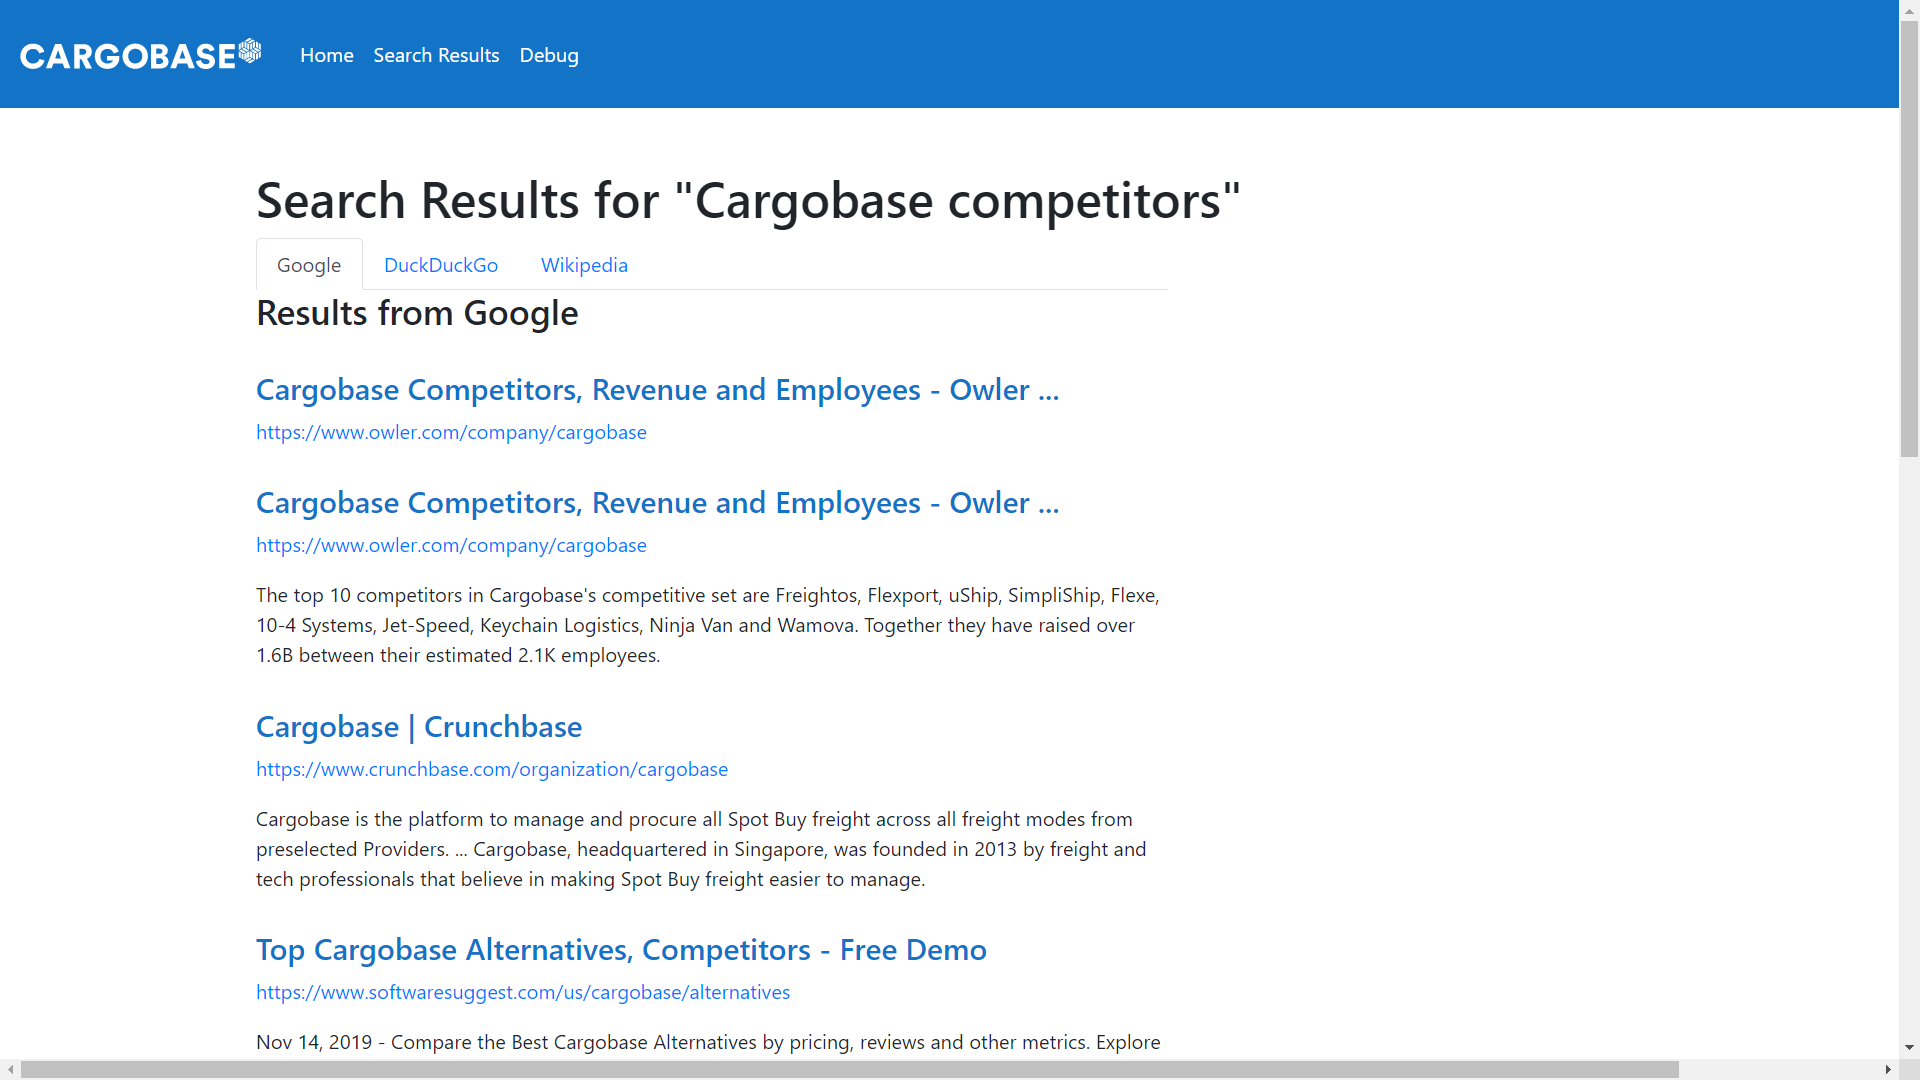 CARGOBASE
Home Search Results Debug
Search Results for "Cargobase competitors"
Google DuckDuckGo Wikipedia
Results from Google
Cargobase Competitors, Revenue and Employees - Owler ...
https://www.owler.com/company/cargobase
Cargobase Competitors, Revenue and Employees - Owler ...
https://www.owler.com/company/cargobase
The top 10 competitors in Cargobase's competitive set are Freightos, Flexport, uShip, SimpliShip, Flexe,
10-4 Systems, Jet-Speed, Keychain Logistics, Ninja Van and Wamova. Together they have raised over
1.6B between their estimated 2.1K employees.
Cargobase | Crunchbase
https://www.crunchbase.com/organization/cargobase
Cargobase is the platform to manage and procure all Spot Buy freight across all freight modes from
preselected Providers. ... Cargobase, headquartered in Singapore, was founded in 2013 by freight and
tech professionals that believe in making Spot Buy freight easier to manage.
Top Cargobase Alternatives, Competitors - Free Demo
https://www.softwaresuggest.com/us/cargobase/alternatives
Nov 14, 2019 - Compare the Best Cargobase Alternatives by pricing, reviews and other metrics. Explore